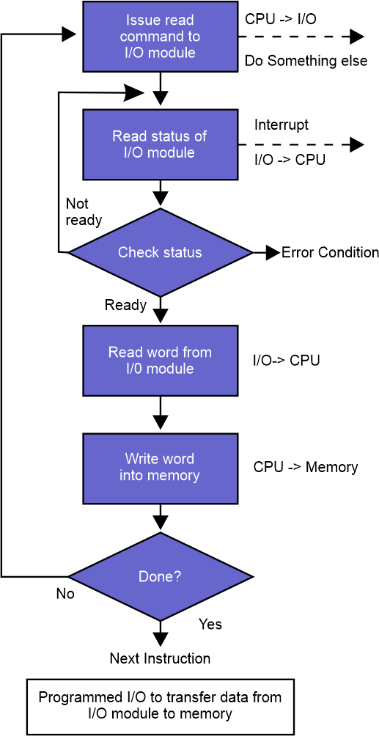 Issue read
command to
I/O module
CPU -> I/O
Do Something else
Read status of
I/O module
Interrupt
I/O -> CPU
Not
ready
Check status
Error Condition
Ready
Read word from
I/0 module
I/O-> CPU
Write word
into memory
CPU -> Memory
Done?
No
Yes
Next Instruction
Programmed I/O to transfer data from
I/O module to memory